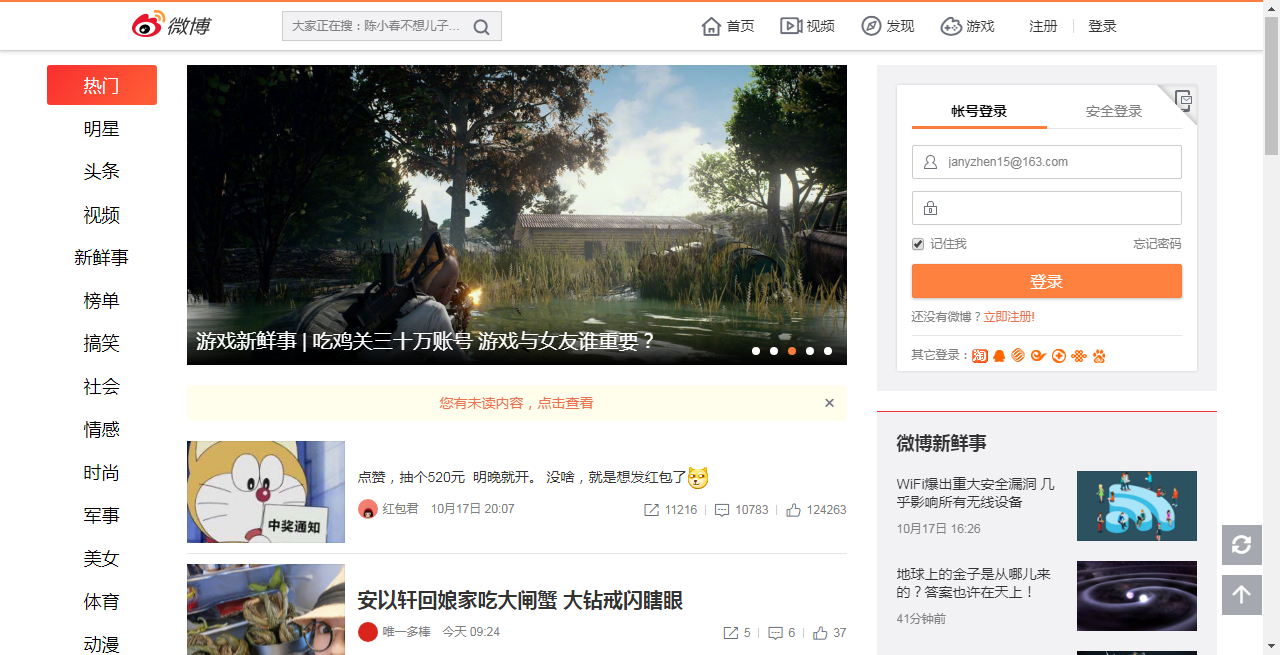 微博
大家正在搜：陈小春不想儿子…
首页
视频
发现
游戏
注册
登录
热门
明星
头条
视频
新鲜事
榜单
搞笑
社会
情感
时尚
军事
美女
体育
动漫
游戏新鲜事 | 吃鸡关三十万账号 游戏与女友谁重要？
您有未读内容，点击查看
×
中奖通知
点赞，抽个520元 明晚就开。 没啥，就是想发红包了
红包君 10月17日 20:07
11216
10783
124263
安以轩回娘家吃大闸蟹 大钻戒闪瞎眼
唯一多棒 今天 09:24
5
6
37
帐号登录
安全登录
janyzhen15@163.com
记住我
忘记密码
登录
还没有微博？立即注册!
其它登录：
淘
微博新鲜事
WiFi爆出重大安全漏洞 几
乎影响所有无线设备
10月17日 16:26
地球上的金子是从哪儿来
的？答案也许在天上！
41分钟前